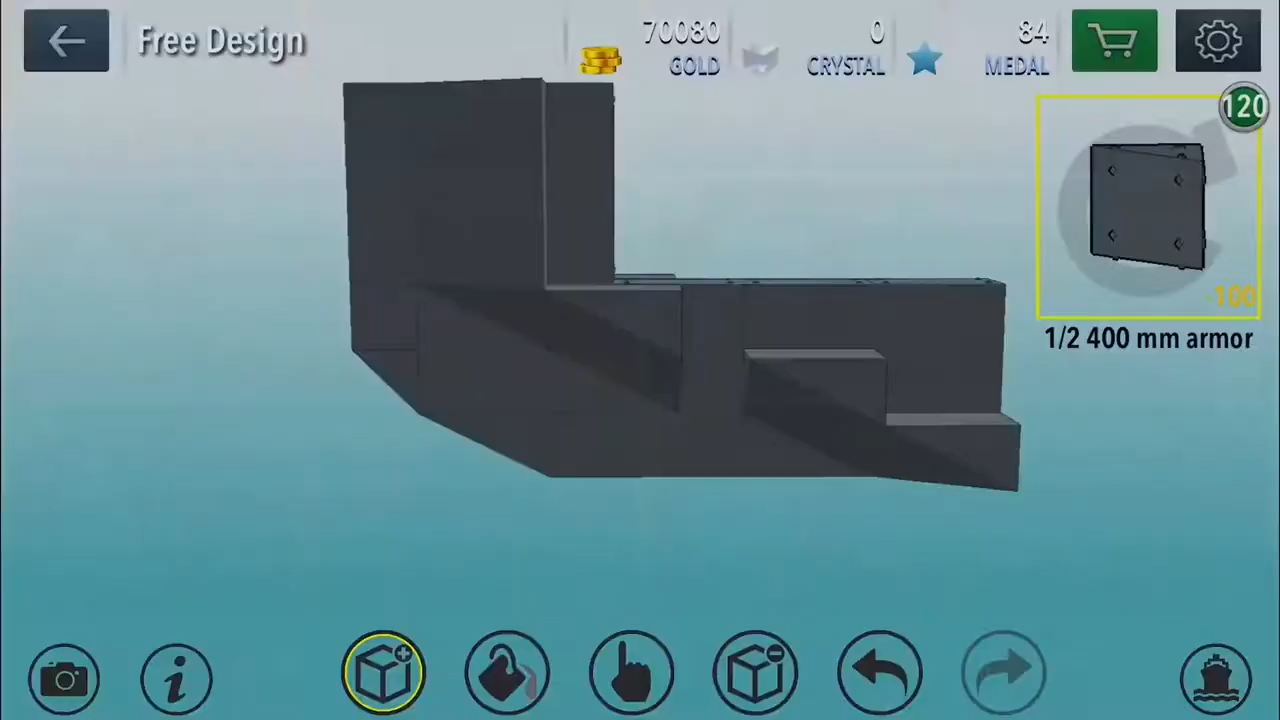 Free Design
70080
GOLD
0
CRYSTAL
84
MEDAL
120
-100
1/2 400 mm armor